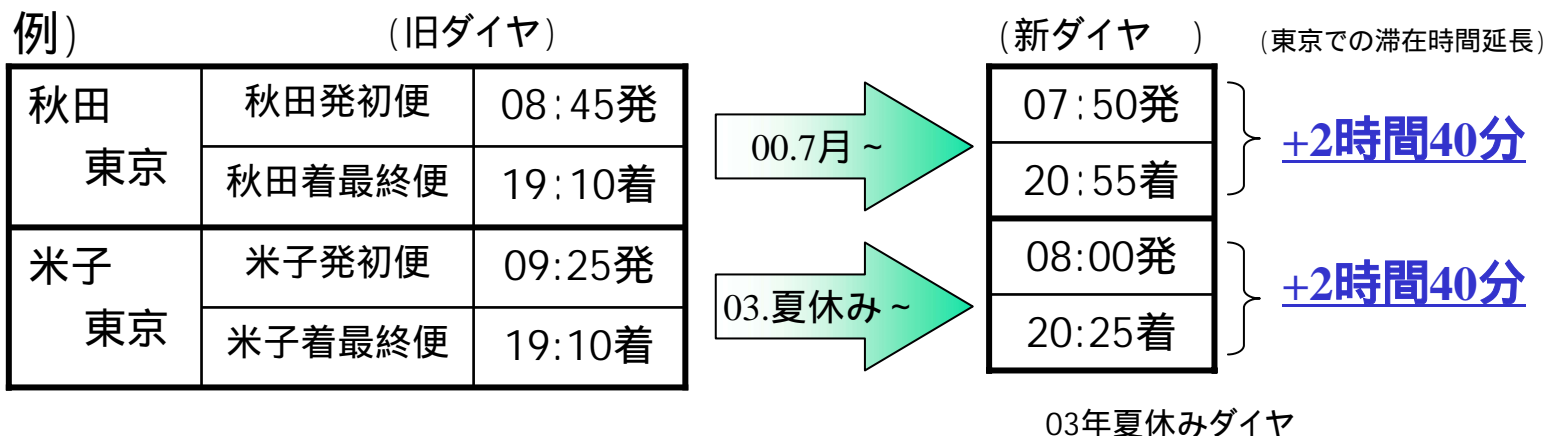 例) (旧ダイヤ) (新ダイヤ ) (東京での滞在時間延長)
秋田 東京 秋田発初便 08:45発 00.7月~ 07:50発 +2時間40分
秋田着最終便 19:10着 20:55着
米子 東京 米子発初便 09:25発 03.夏休み~ 08:00発 +2時間40分
米子着最終便 19:10着 20:25着
03年夏休みダイヤ